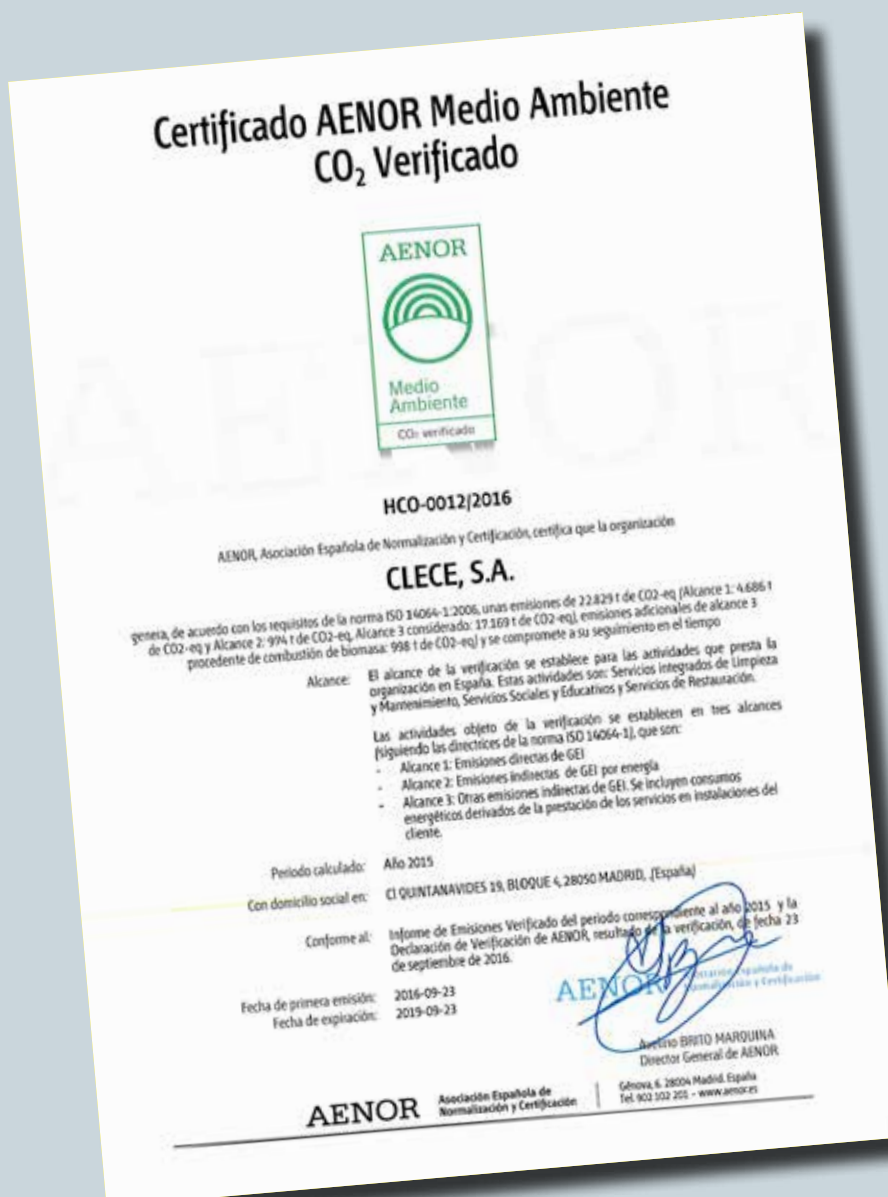 Certificado AENOR Medio Ambiente
CO₂ Verificado
AENOR
AENOR
Medio
Ambiente
CO₂ verificado
HCO-0012/2016
AENOR, Asociación Española de Normalización y Certificación, certifica que la organización
CLECE, S.A.
genera, de acuerdo con los requisitos de la norma ISO 14064-1:2006, unas emisiones de 22.829 t de CO2-eq (Alcance 1: 4.686 t
de CO2-eq y Alcance 2: 974 t de CO2-eq, Alcance 3 considerado: 17.169 t de CO2-eq), emisiones adicionales de alcance 3
procedente de combustión de biomasa: 998 t de CO2-eq) y se compromete a su seguimiento en el tiempo
Alcance: El alcance de la verificación se establece para las actividades que presta la
organización en España. Estas actividades son: Servicios integrados de Limpieza
y Mantenimiento, Servicios Sociales y Educativos y Servicios de Restauración.
Las actividades objeto de la verificación se establecen en tres alcances
(siguiendo las directrices de la norma ISO 14064-1), que son:
- Alcance 1: Emisiones directas de GEI
- Alcance 2: Emisiones indirectas de GEI por energía
- Alcance 3: Otras emisiones indirectas de GEI. Se incluyen consumos
energéticos derivados de la prestación de los servicios en instalaciones del
cliente.
Periodo calculado: Año 2015
Con domicilio social en: Cl QUINTANAVIDES 19, BLOQUE 4, 28050 MADRID, .(España)
Conforme al: Informe de Emisiones Verificado del periodo correspondiente al año 2015 y la
Declaración de Verificación de AENOR, resultado de la verificación, de fecha 23
de septiembre de 2016.
Fecha de primera emisión: 2016-09-23
Fecha de expiración: 2019-09-23
AENOR Asociación Española de
Normalización y Certificación
Avelino BRITO MARQUINA
Director General de AENOR
AENOR Asociación Española de
Normalización y Certificación
Génova, 6. 28004 Madrid. España
Tel. 902 102 201 – www.aenor.es